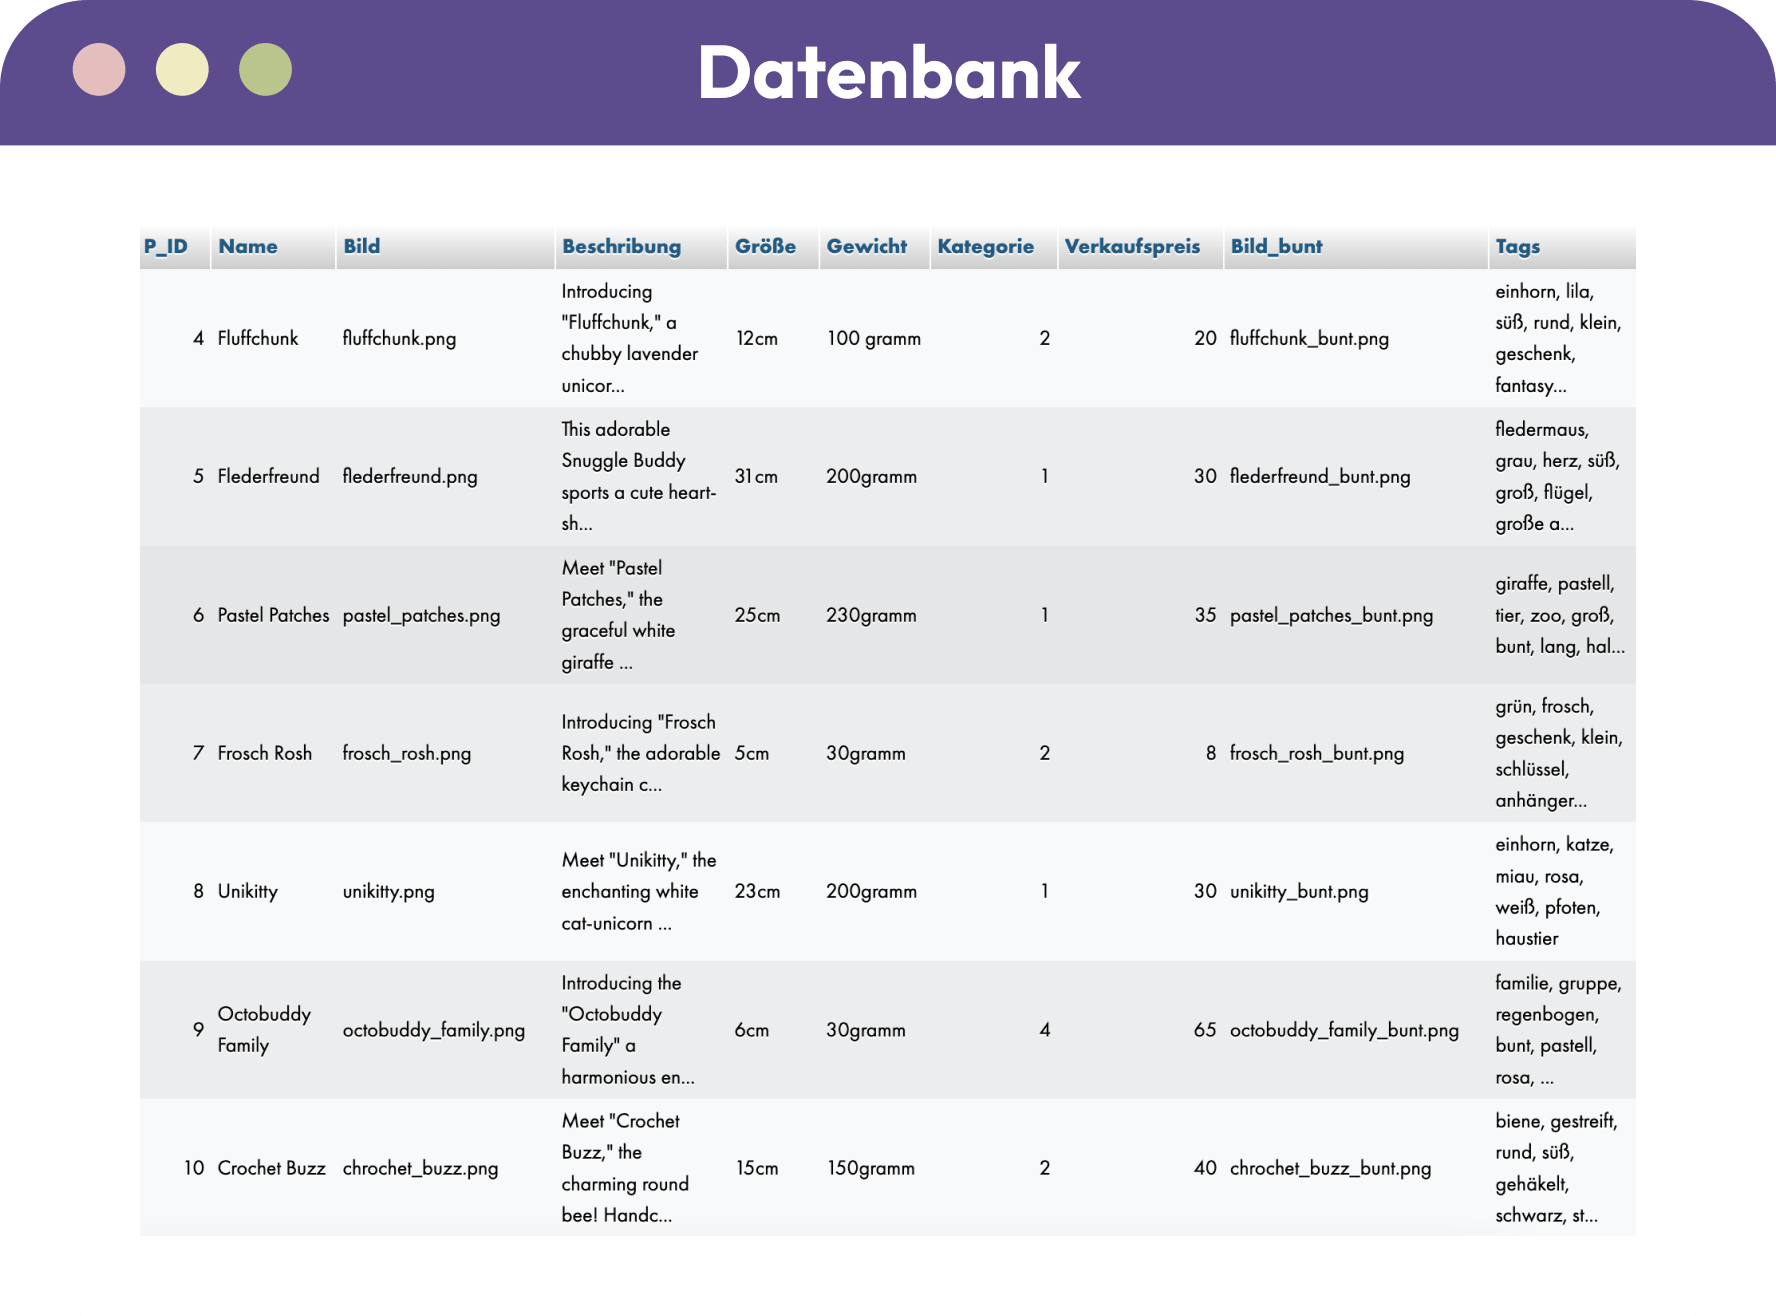 Datenbank
P_ID Name Bild Beschribung Größe Gewicht Kategorie Verkaufspreis Bild_bunt Tags
Introducing einhorn, lila,
"Fluffchunk," a süß, rund, klein,
4 Fluffchunk fluffchunk.png 12cm 100 gramm 2 20 fluffchunk_bunt.png
chubby lavender geschenk,
unicor... fantasy...
This adorable fledermaus,
Snuggle Buddy grau, herz, süß,
5 Flederfreund flederfreund.png 31cm 200gramm 1 30 flederfreund_bunt.png
sports a cute heart- groß, flügel,
sh... große a...
Meet "Pastel giraffe, pastell,
Patches," the
6 Pastel Patches pastel_patches.png 25cm 230gramm 1 35 pastel_patches_bunt.png tier, zoo, groß,
graceful white bunt, lang, hal...
giraffe ...
grün, frosch,
Introducing "Frosch geschenk, klein,
7 Frosch Rosh frosch_rosh.png Rosh," the adorable 5cm 30gramm 2 8 frosch_rosh_bunt.png
keychain c... schlüssel,
anhänger...
einhorn, katze,
Meet "Unikitty," the miau, rosa,
8 Unikitty unikitty.png enchanting white 23cm 200gramm 1 30 unikitty_bunt.png
cat-unicorn ... weiß, pfoten,
haustier
Introducing the familie, gruppe,
Octobuddy "Octobuddy regenbogen,
9 octobuddy_family.png 6cm 30gramm 4 65 octobuddy_family_bunt.png
Family Family" a bunt, pastell,
harmonious en... rosa, ...
Meet "Crochet biene, gestreift,
Buzz," the rund, süß,
10 Crochet Buzz chrochet_buzz.png 15cm 150gramm 2 40 chrochet_buzz_bunt.png
charming round gehäkelt,
bee! Handc... schwarz, st...